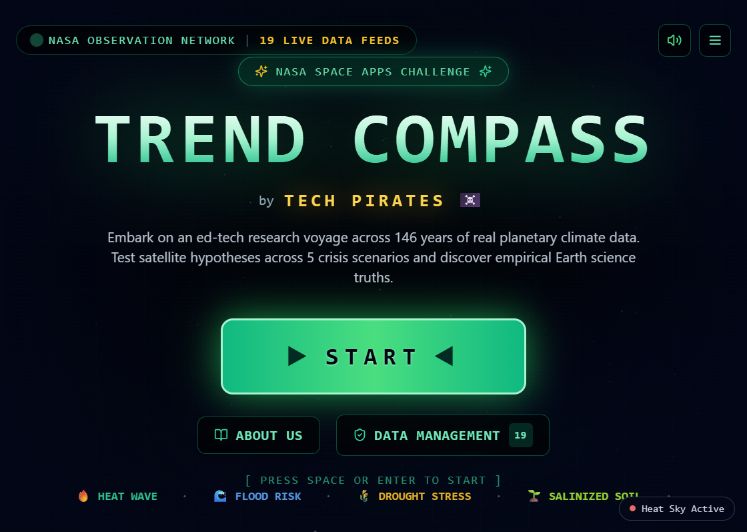 NASA OBSERVATION NETWORK | 19 LIVE DATA FEEDS
NASA SPACE APPS CHALLENGE
TREND COMPASS
by TECH PIRATES
Embark on an ed-tech research voyage across 146 years of real planetary climate data.
Test satellite hypotheses across 5 crisis scenarios and discover empirical Earth science
truths.
START
ABOUT US
DATA MANAGEMENT 19
[ PRESS SPACE OR ENTER TO START ]
HEAT WAVE · FLOOD RISK · DROUGHT STRESS · SALINIZED SOIL ·
Heat Sky Active